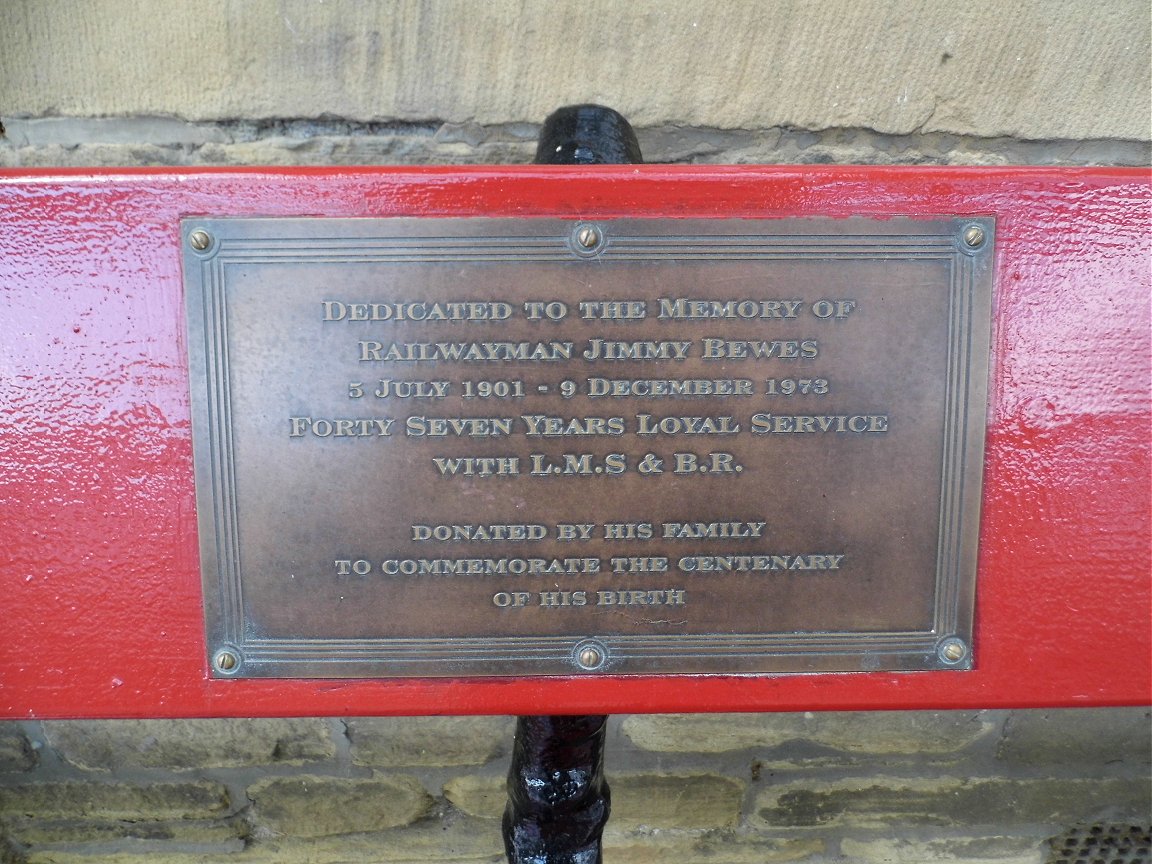 Dedicated to the Memory of
Railwayman Jimmy Bewes
5 July 1901 - 9 December 1973
Forty Seven Years Loyal Service
with L.M.S & B.R.
donated by his family
to commemorate the centenary
of his birth